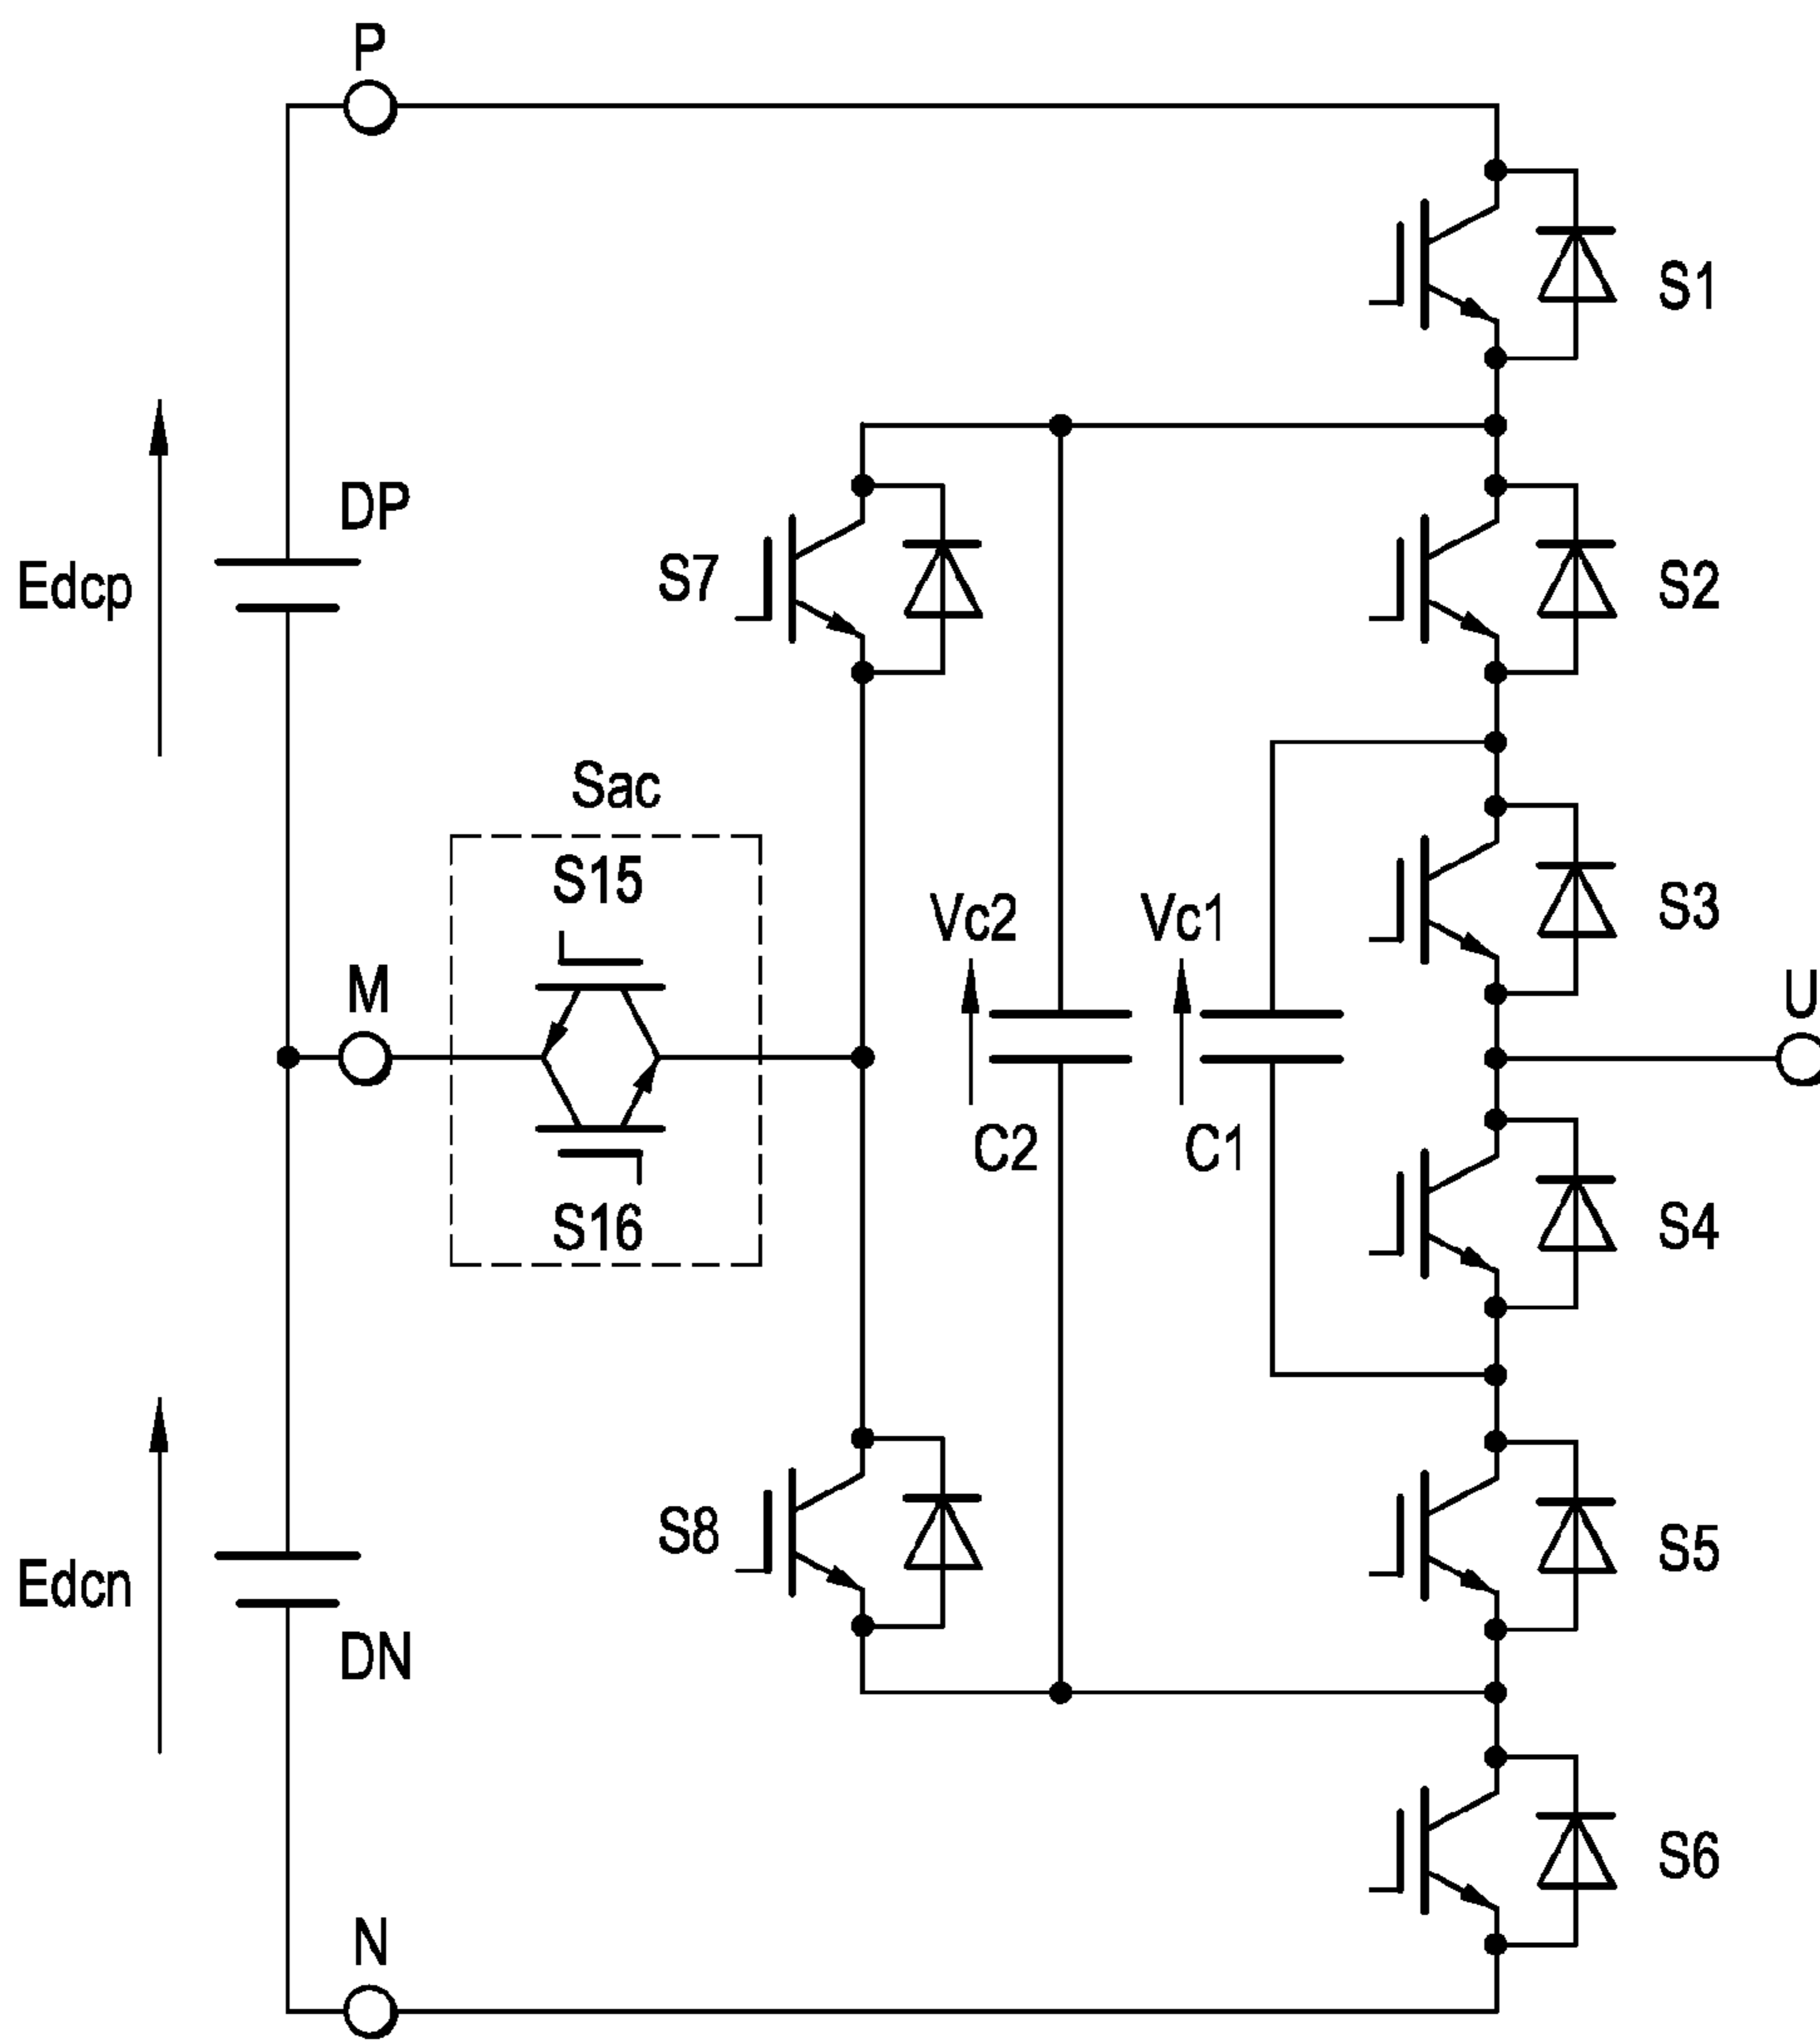 P
S1
DP
Edcp
S7
S2
Sac
S15
Vc2
Vc1
S3
M
U
C2
C1
S16
S4
S8
S5
Edcn
DN
S6
N